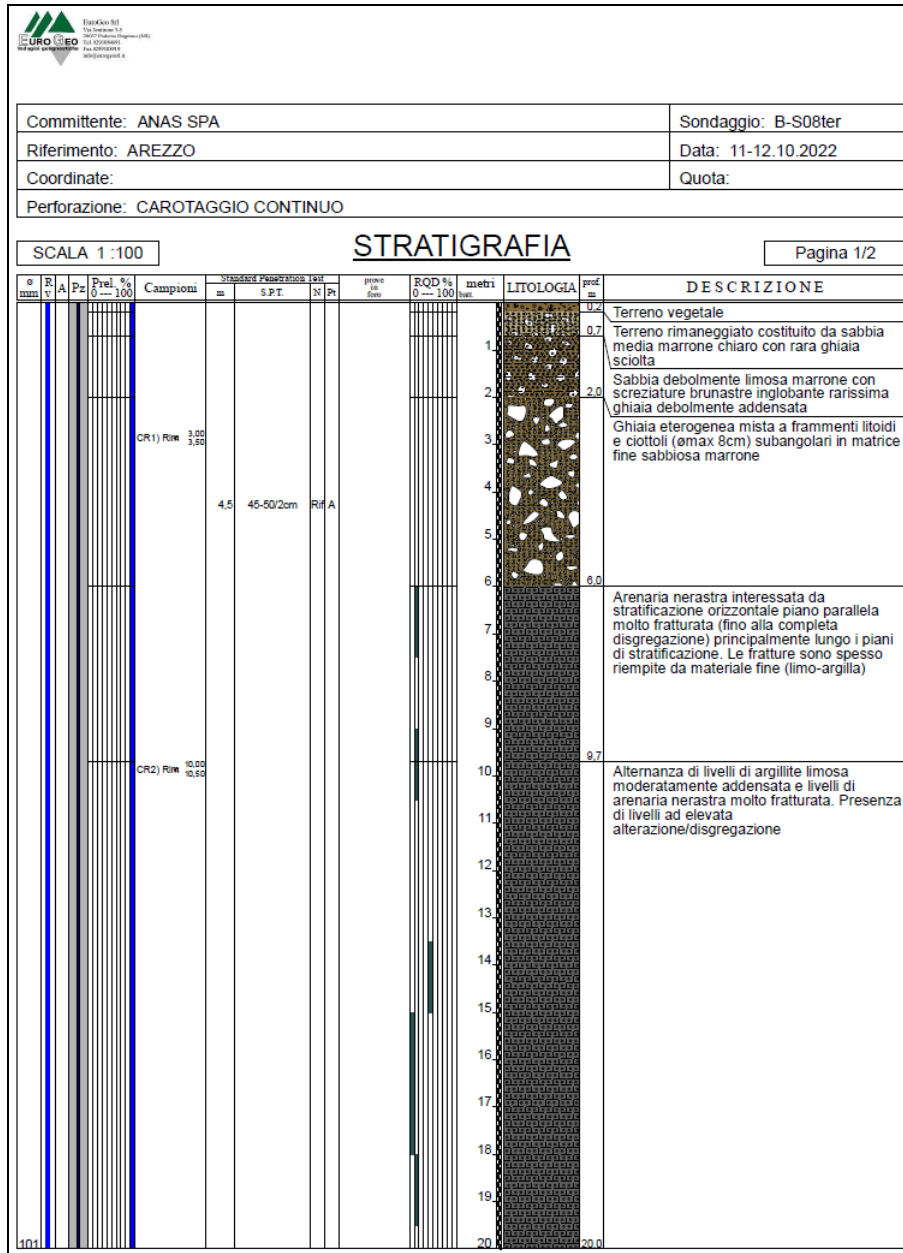 EuroGeo Srl
EURO GEO
Committente: ANAS SPA
Sondaggio: B-S08ter
Riferimento: AREZZO
Data: 11-12.10.2022
Coordinate:
Quota:
Perforazione: CAROTAGGIO CONTINUO
SCALA 1 :100
STRATIGRAFIA
Pagina 1/2
ø mm
R v
A
Pz
Prel. % 0 --- 100
Campioni
Standard Penetration Test
m
S.P.T.
N
Pt
prove in foro
RQD % 0 --- 100
metri batt.
LITOLOGIA
prof. m
DESCRIZIONE
0,2
Terreno vegetale
0,7
Terreno rimaneggiato costituito da sabbia
media marrone chiaro con rara ghiaia
sciolta
1
Sabbia debolmente limosa marrone con
screziature brunastre inglobante rarissima
ghiaia debolmente addensata
2
2,0
Ghiaia eterogenea mista a frammenti litoidi
e ciottoli (ømax 8cm) subangolari in matrice
fine sabbiosa marrone
CR1) Rim 3,00
3,50
3
4
4,5 45-50/2cm Rif A
5
6
6,0
Arenaria nerastra interessata da
stratificazione orizzontale piano parallela
molto fratturata (fino alla completa
disgregazione) principalmente lungo i piani
di stratificazione. Le fratture sono spesso
riempite da materiale fine (limo-argilla)
7
8
9
9,7
CR2) Rim 10,00
10,50
10
Alternanza di livelli di argillite limosa
moderatamente addensata e livelli di
arenaria nerastra molto fratturata. Presenza
di livelli ad elevata
alterazione/disgregazione
11
12
13
14
15
16
17
18
19
101
20
20,0